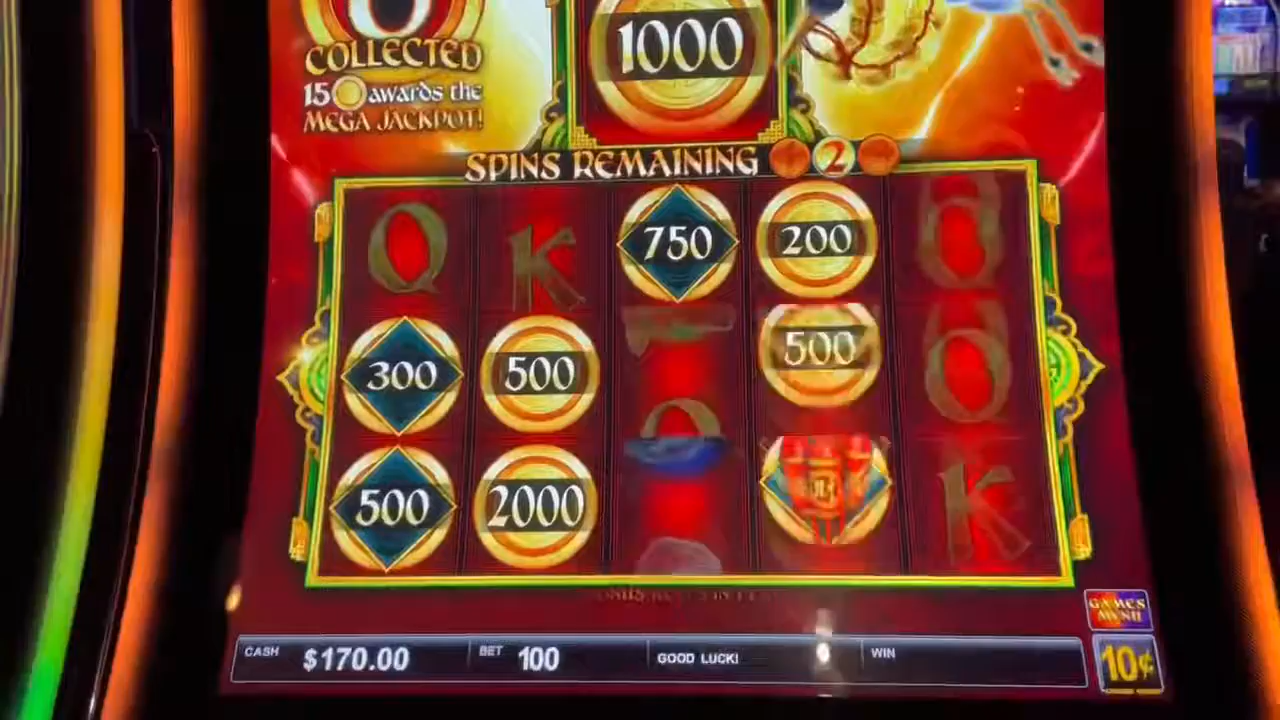 COLLECTED
15 awards the
MEGA JACKPOT!
1000
SPINS REMAINING 2
Q K 750 200
300 500 500
500 2000 K
CASH $170.00 BET 100 GOOD LUCK! WIN
GAMES
MENU
10¢